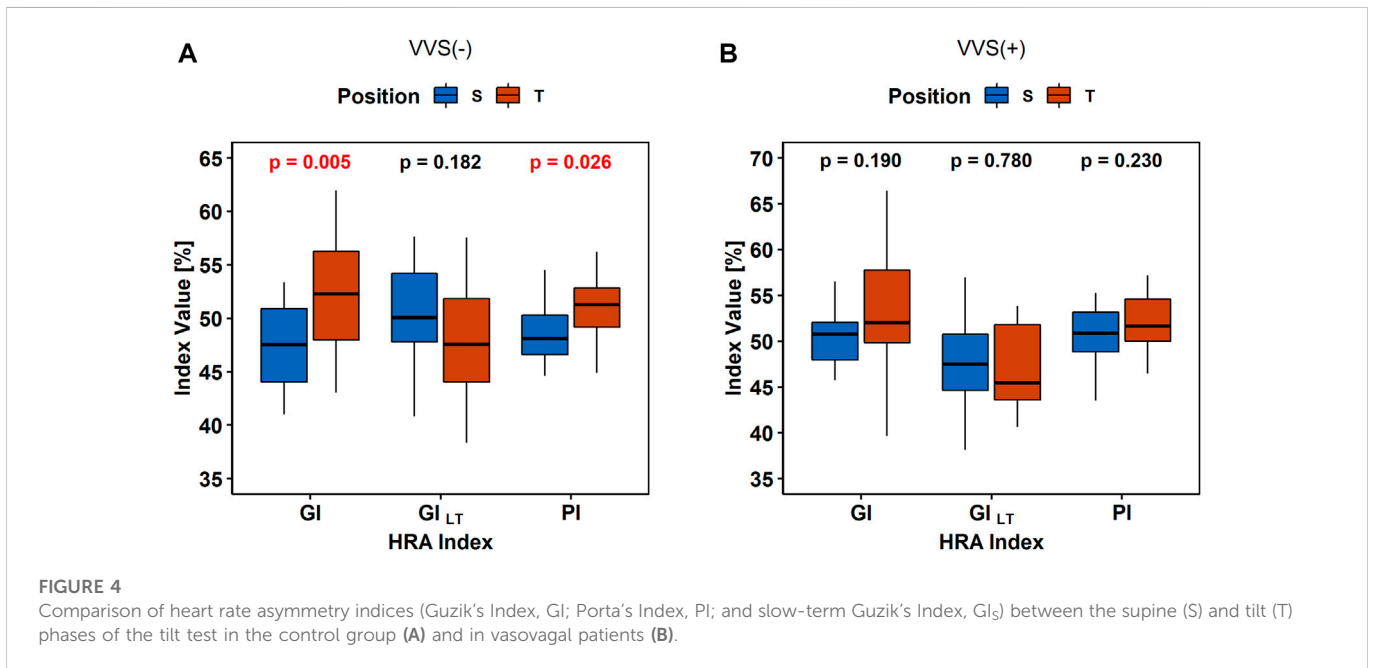 A
VVS(-)
Position S T
Index Value [%]
65
60
55
50
45
40
35
p = 0.005 p = 0.182 p = 0.026
GI GI LT PI
HRA Index
B
VVS(+)
Position S T
Index Value [%]
70
65
60
55
50
45
40
35
p = 0.190 p = 0.780 p = 0.230
GI GI LT PI
HRA Index
FIGURE 4
Comparison of heart rate asymmetry indices (Guzik’s Index, GI; Porta’s Index, PI; and slow-term Guzik’s Index, GIS) between the supine (S) and tilt (T)
phases of the tilt test in the control group (A) and in vasovagal patients (B).